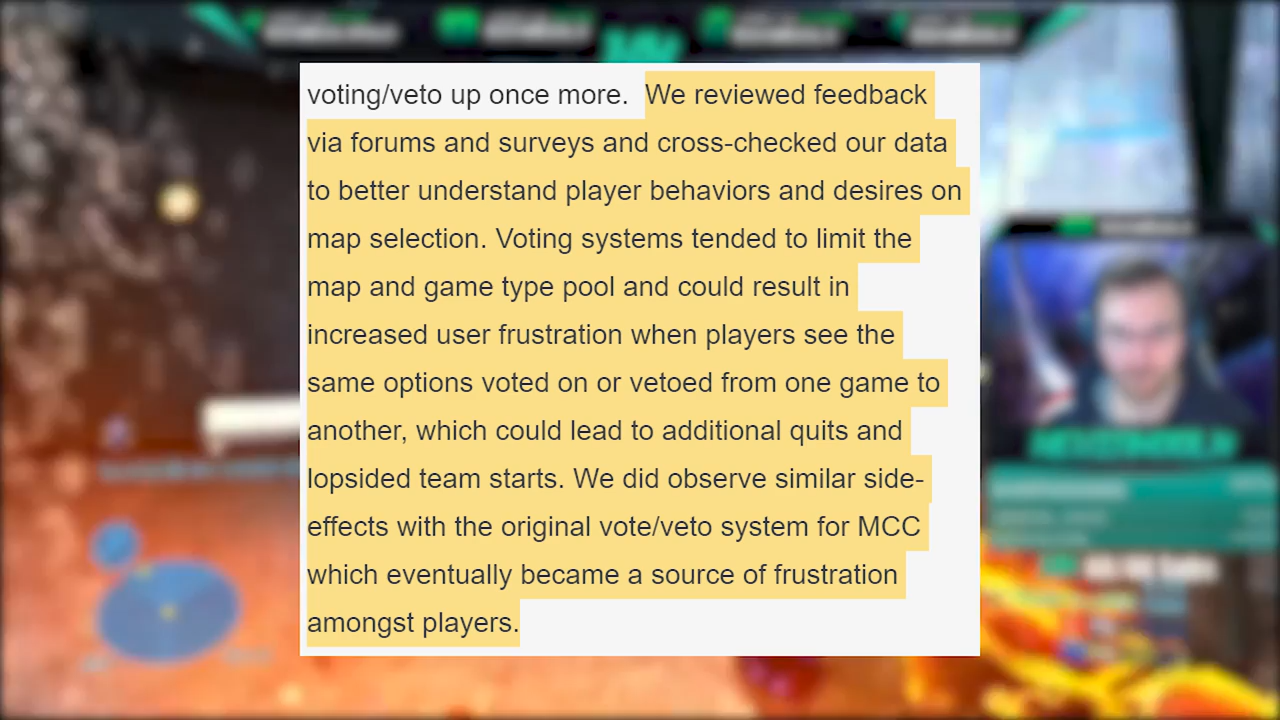 voting/veto up once more. We reviewed feedback
via forums and surveys and cross-checked our data
to better understand player behaviors and desires on
map selection. Voting systems tended to limit the
map and game type pool and could result in
increased user frustration when players see the
same options voted on or vetoed from one game to
another, which could lead to additional quits and
lopsided team starts. We did observe similar side-
effects with the original vote/veto system for MCC
which eventually became a source of frustration
amongst players.